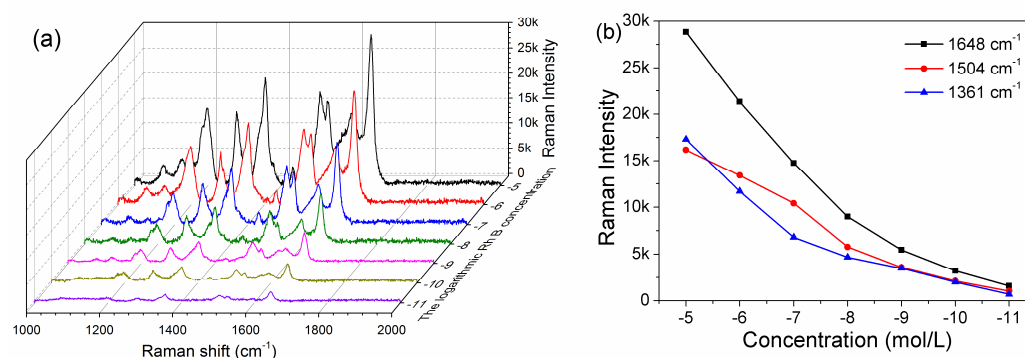 (a)
30k
25k
20k
15k
10k
5k
0
Raman Intensity
-5
-6
-7
-8
-9
-10
-11
The logarithmic Rh B concentration
1000 1200 1400 1600 1800 2000
Raman shift (cm⁻¹)
(b)
30k
25k
20k
15k
10k
5k
0
Raman Intensity
1648 cm⁻¹
1504 cm⁻¹
1361 cm⁻¹
-5 -6 -7 -8 -9 -10 -11
Concentration (mol/L)